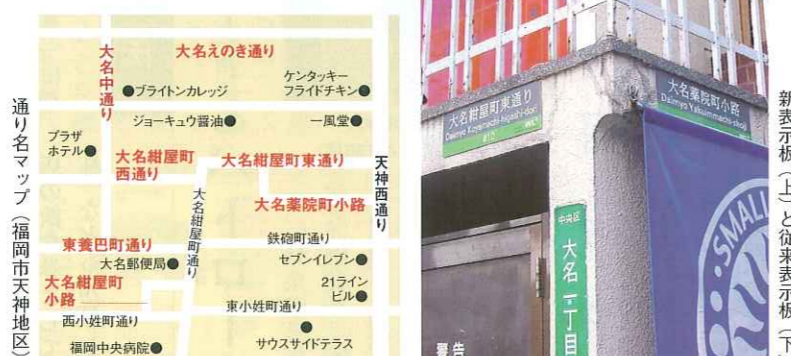 通り名マップ(福岡市天神地区)
大名中通り
大名えのき通り
ブライトンカレッジ
ケンタッキー
フライドチキン
ジョーキュウ醤油
一風堂
プラザ
ホテル
大名紺屋町
西通り
大名紺屋町東通り
天神西通り
大名紺屋町通り
大名薬院町小路
東養巴町通り
鉄砲町通り
大名郵便局
セブンイレブン
大名紺屋町
小路
21ライン
ビル
東小姓町通り
西小姓町通り
サウスサイドテラス
福岡中央病院
大名紺屋町東通り
Daimyo Koyamachi-higashi-dori
大名薬院町小路
Daimyo Yakuinmachi-shoji
中央区
大名一丁目
警告
SMALL
新表示板(上)と従来表示板(下)